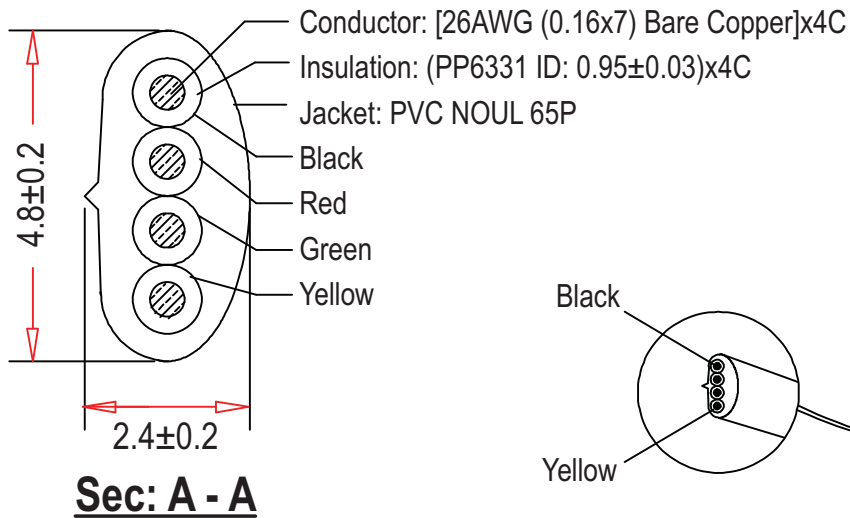 Conductor: [26AWG (0.16x7) Bare Copper]x4C
Insulation: (PP6331 ID: 0.95±0.03)x4C
Jacket: PVC NOUL 65P
Black
Red
Green
Yellow
4.8±0.2
2.4±0.2
Sec: A - A
Black
Yellow